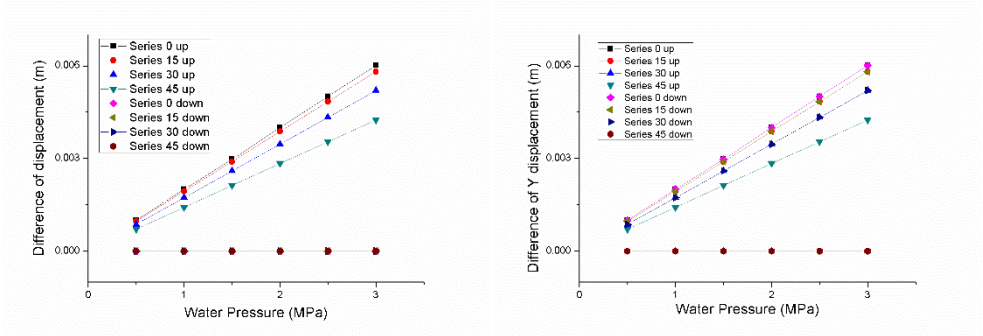 Series 0 up
Series 15 up
Series 30 up
Series 45 up
Series 0 down
Series 15 down
Series 30 down
Series 45 down
0.006
0.003
0.000
Difference of displacement (m)
0
1
2
3
Water Pressure (MPa)
Series 0 up
Series 15 up
Series 30 up
Series 45 up
Series 0 down
Series 15 down
Series 30 down
Series 45 down
0.006
0.003
0.000
Difference of Y displacement (m)
0
1
2
3
Water Pressure (MPa)